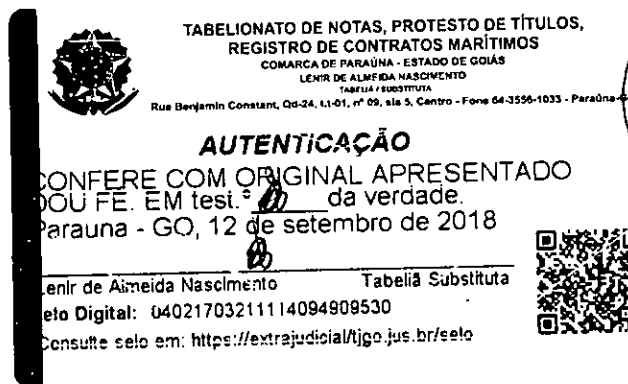 TABELIONATO DE NOTAS, PROTESTO DE TÍTULOS,
REGISTRO DE CONTRATOS MARÍTIMOS
COMARCA DE PARAÚNA - ESTADO DE GOIÁS
LENIR DE ALMEIDA NASCIMENTO
TABELIÃ SUBSTITUTA
Rua Benjamin Constant, Qd-24, Lt-01, nº 09, sls 5, Centro - Fone 64-3556-1033 - Paraúna-
AUTENTICAÇÃO
CONFERE COM ORIGINAL APRESENTADO
DOU FÉ. EM test.º da verdade.
Parauna - GO, 12 de setembro de 2018
Lenir de Almeida Nascimento Tabeliã Substituta
Selo Digital: 04021703211114094909530
Consulte selo em: https://extrajudicial/tjgo.jus.br/selo